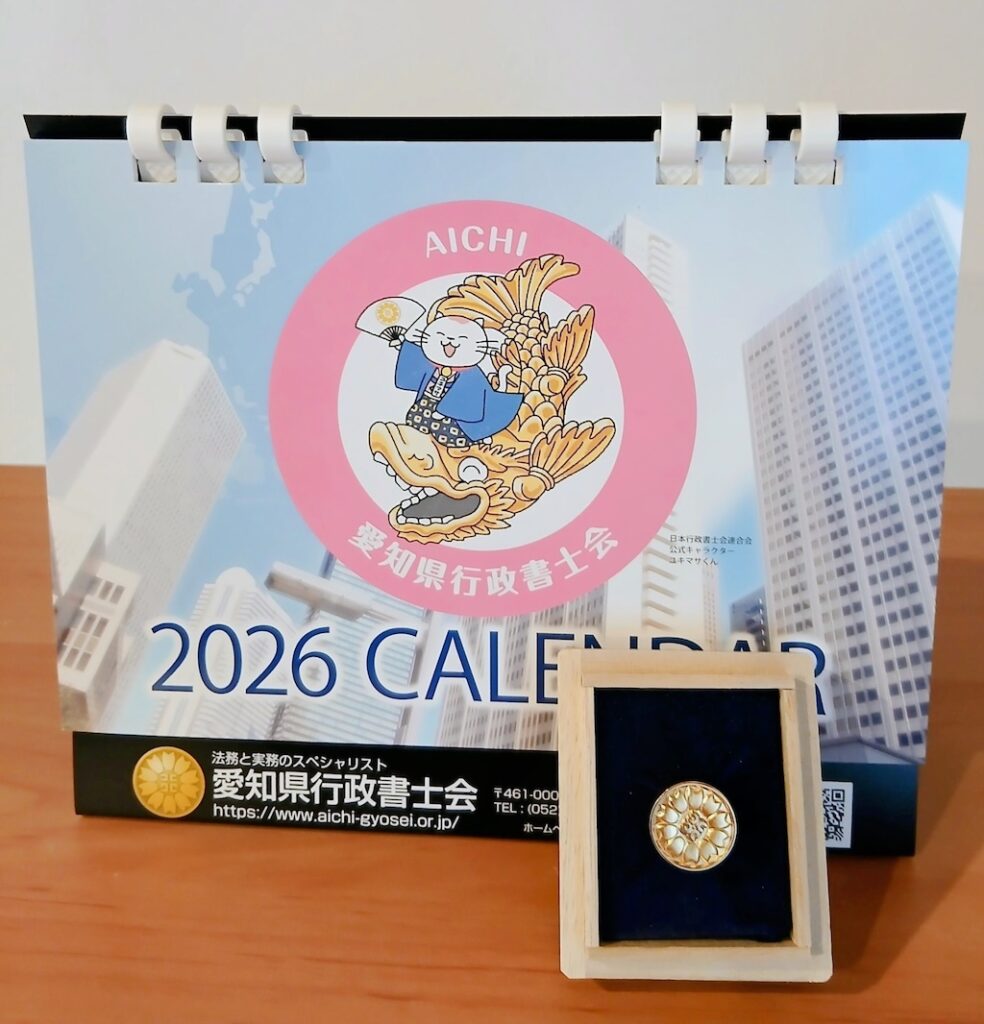 AICHI
愛知県行政書士会
日本行政書士会連合会
公式キャラクター
ユキマサくん
2026 CALENDAR
法務と実務のスペシャリスト
愛知県行政書士会
https://www.aichi-gyosei.or.jp/
〒461-000
TEL：(052
ホームペ